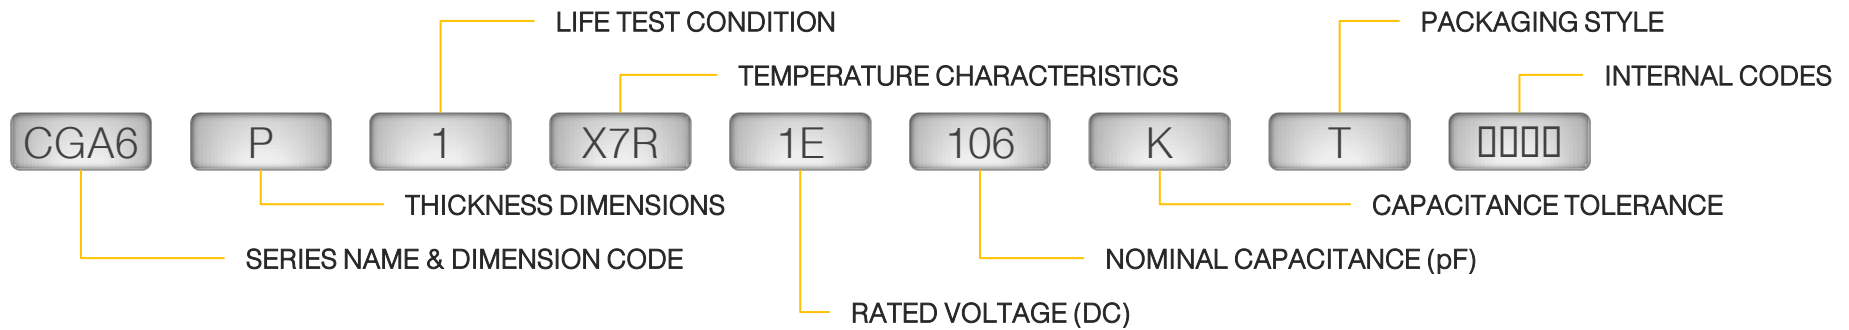 LIFE TEST CONDITION PACKAGING STYLE
TEMPERATURE CHARACTERISTICS INTERNAL CODES
CGA6 P 1 X7R 1E 106 K T ▯▯▯▯
THICKNESS DIMENSIONS CAPACITANCE TOLERANCE
SERIES NAME & DIMENSION CODE NOMINAL CAPACITANCE (pF)
RATED VOLTAGE (DC)